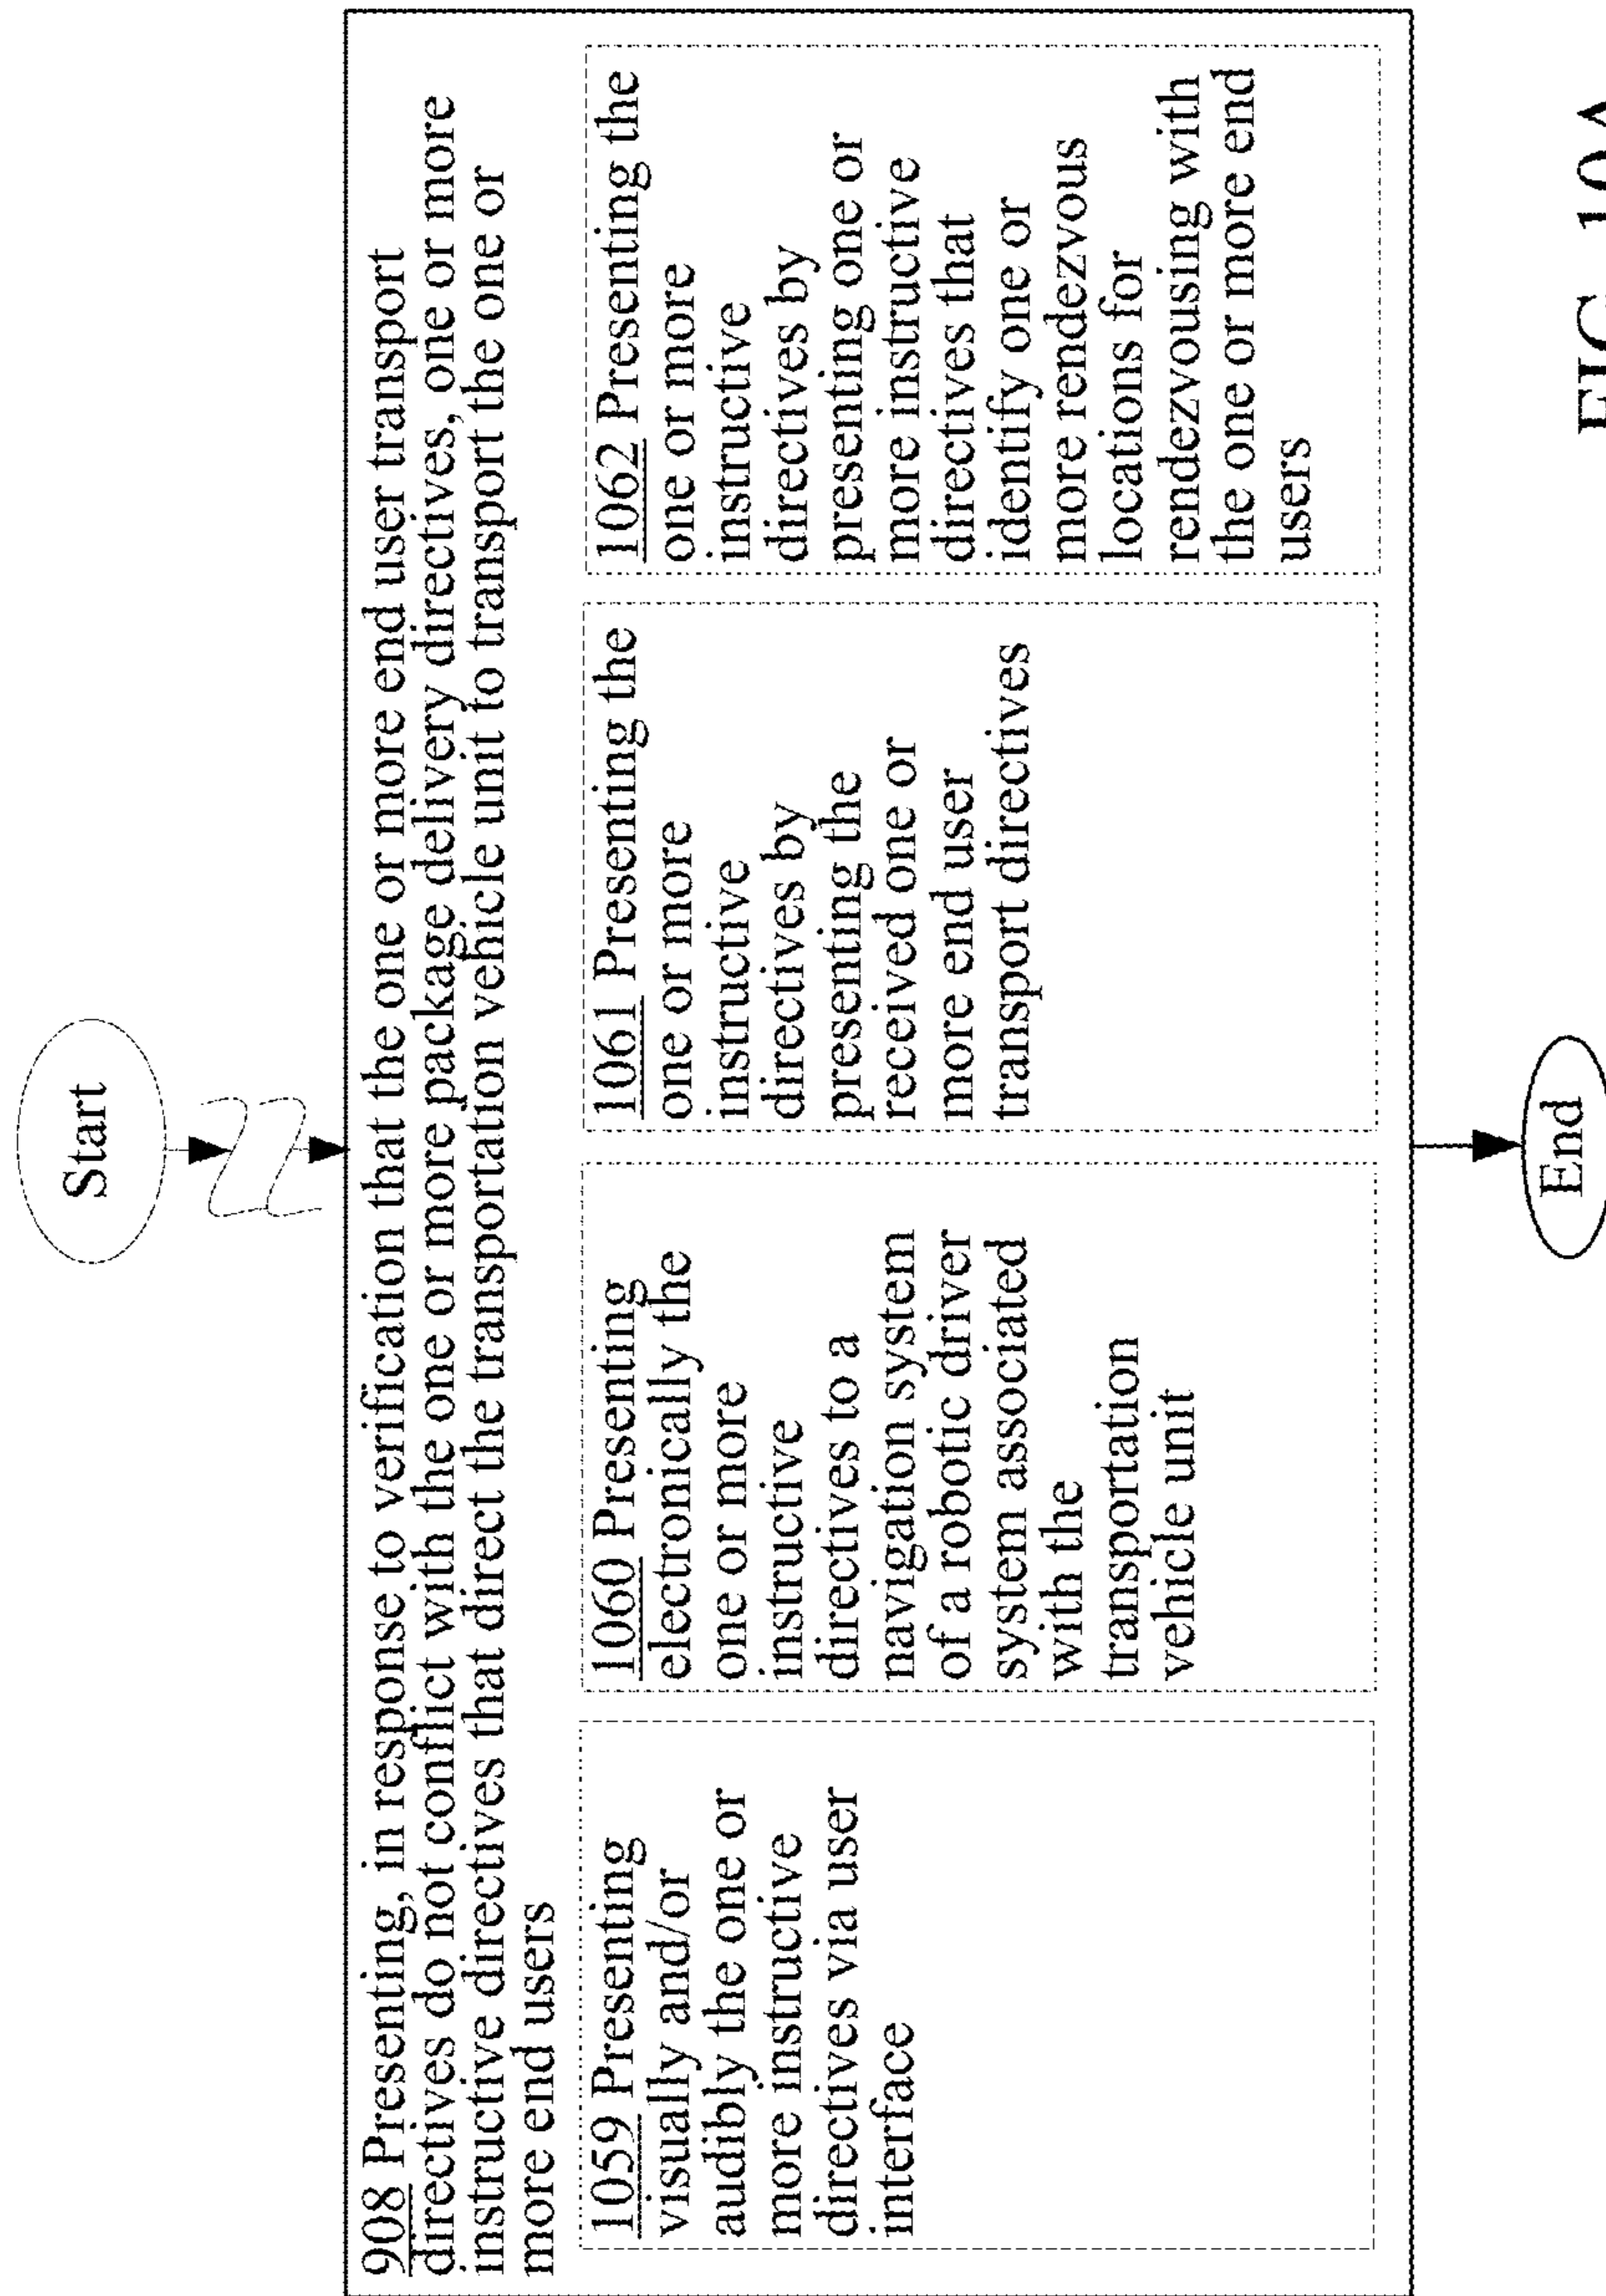 Start
908 Presenting, in response to verification that the one or more end user transport
directives do not conflict with the one or more package delivery directives, one or more
instructive directives that direct the transportation vehicle unit to transport the one or
more end users
1059 Presenting
visually and/or
audibly the one or
more instructive
directives via user
interface
1060 Presenting
electronically the
one or more
instructive
directives to a
navigation system
of a robotic driver
system associated
with the
transportation
vehicle unit
1061 Presenting the
one or more
instructive
directives by
presenting the
received one or
more end user
transport directives
1062 Presenting the
one or more
instructive
directives by
presenting one or
more instructive
directives that
identify one or
more rendezvous
locations for
rendezvousing with
the one or more end
users
End
FIG. 10A